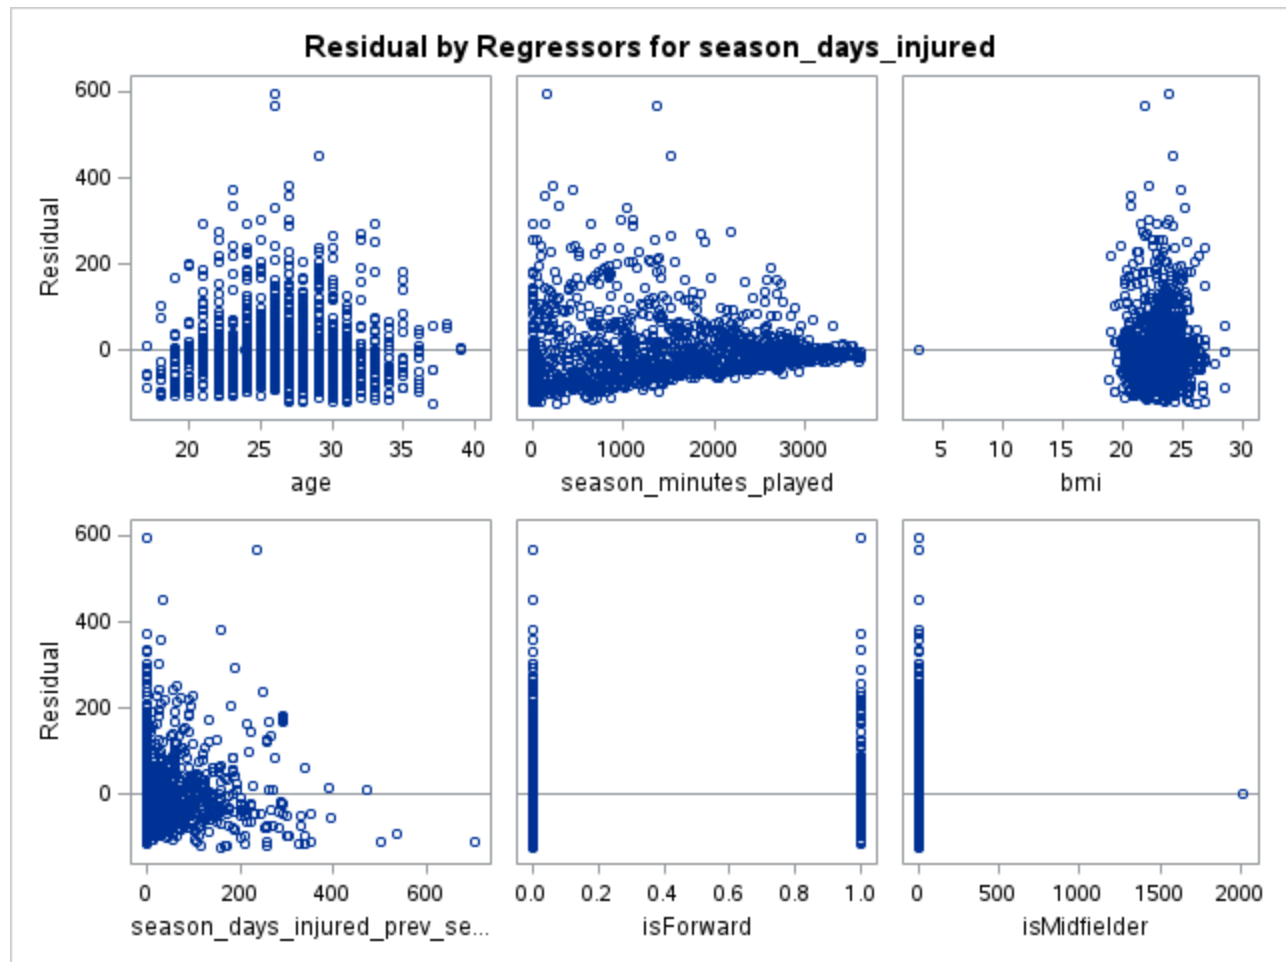 Residual by Regressors for season_days_injured
600
400
200
0
Residual
20 25 30 35 40
age
0 1000 2000 3000
season_minutes_played
5 10 15 20 25 30
bmi
600
400
200
0
Residual
0 200 400 600
season_days_injured_prev_se...
0.0 0.2 0.4 0.6 0.8 1.0
isForward
0 500 1000 1500 2000
isMidfielder